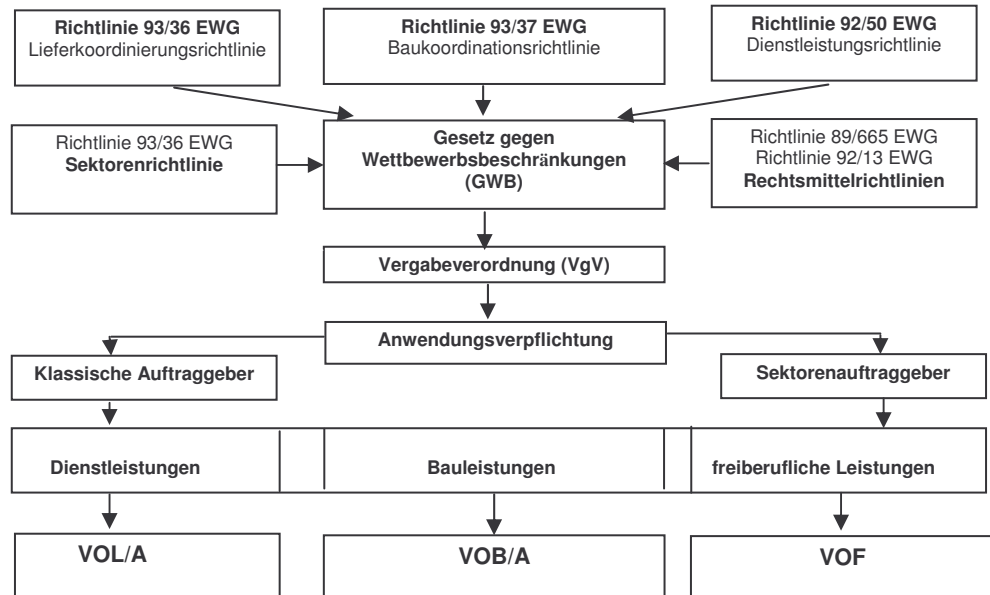 Richtlinie 93/36 EWG
Lieferkoordinierungsrichtlinie
Richtlinie 93/37 EWG
Baukoordinationsrichtlinie
Richtlinie 92/50 EWG
Dienstleistungsrichtlinie
Richtlinie 93/36 EWG
Sektorenrichtlinie
Gesetz gegen
Wettbewerbsbeschränkungen
(GWB)
Richtlinie 89/665 EWG
Richtlinie 92/13 EWG
Rechtsmittelrichtlinien
Vergabeverordnung (VgV)
Anwendungsverpflichtung
Klassische Auftraggeber
Sektorenauftraggeber
Dienstleistungen
Bauleistungen
freiberufliche Leistungen
VOL/A
VOB/A
VOF